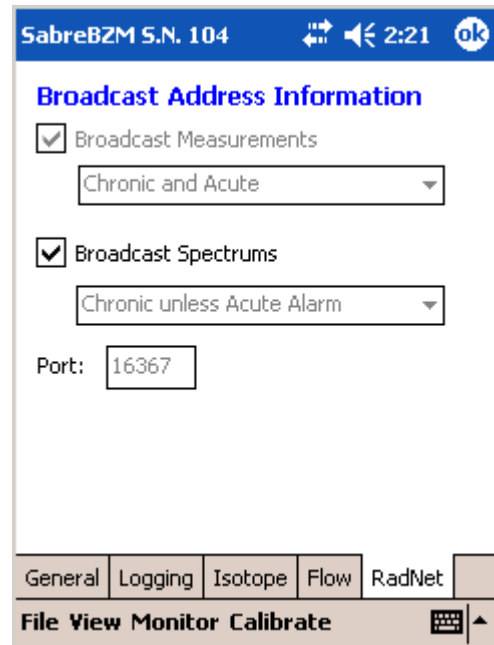 SabreBZM S.N. 104 2:21 ok
Broadcast Address Information
Broadcast Measurements
Chronic and Acute
Broadcast Spectrums
Chronic unless Acute Alarm
Port: 16367
General Logging Isotope Flow RadNet
File View Monitor Calibrate